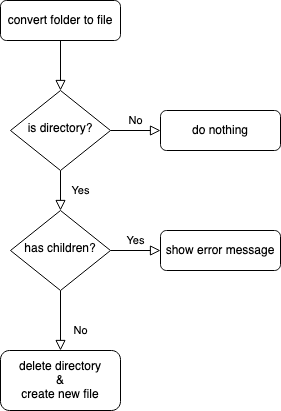 convert folder to file
is directory?
No
do nothing
Yes
has children?
Yes
show error message
No
delete directory
&
create new file